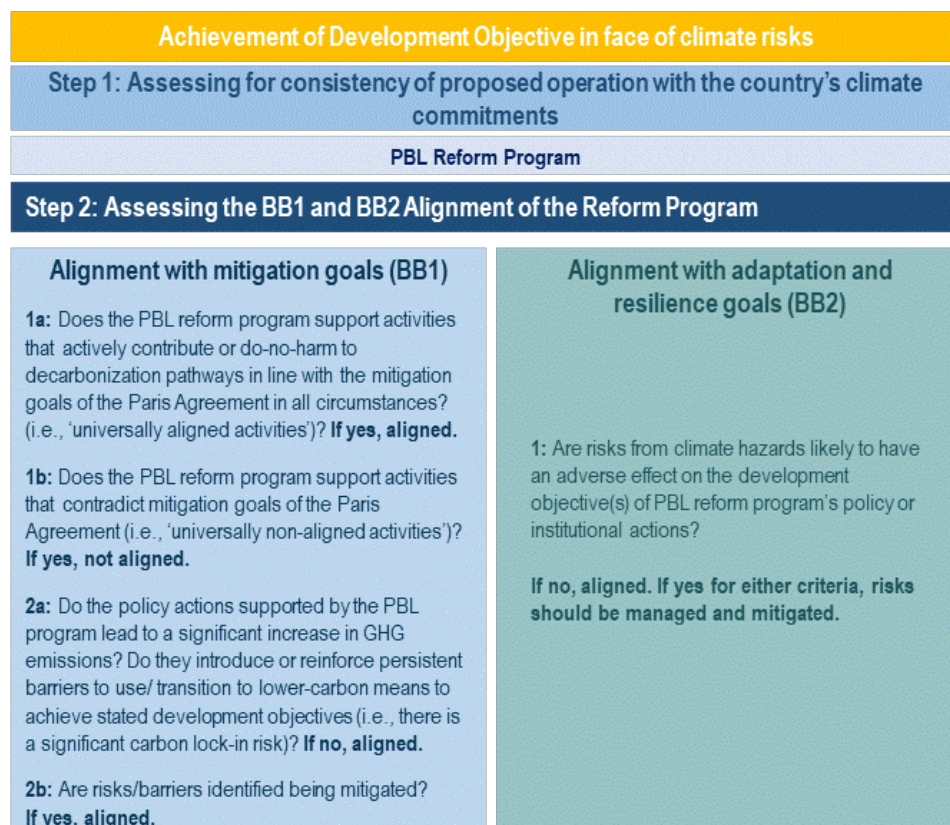 Achievement of Development Objective in face of climate risks
Step 1: Assessing for consistency of proposed operation with the country's climate
commitments
PBL Reform Program
Step 2: Assessing the BB1 and BB2 Alignment of the Reform Program
Alignment with mitigation goals (BB1)
1a: Does the PBL reform program support activities
that actively contribute or do-no-harm to
decarbonization pathways in line with the mitigation
goals of the Paris Agreement in all circumstances?
(i.e., 'universally aligned activities')? If yes, aligned.
1b: Does the PBL reform program support activities
that contradict mitigation goals of the Paris
Agreement (i.e., 'universally non-aligned activities')?
If yes, not aligned.
2a: Do the policy actions supported by the PBL
program lead to a significant increase in GHG
emissions? Do they introduce or reinforce persistent
barriers to use/ transition to lower-carbon means to
achieve stated development objectives (i.e., there is
a significant carbon lock-in risk)? If no, aligned.
2b: Are risks/barriers identified being mitigated?
If yes, aligned.
Alignment with adaptation and
resilience goals (BB2)
1: Are risks from climate hazards likely to have
an adverse effect on the development
objective(s) of PBL reform program's policy or
institutional actions?
If no, aligned. If yes for either criteria, risks
should be managed and mitigated.